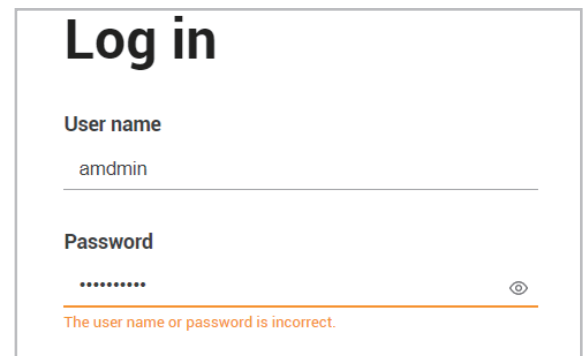 Log in
User name
amdmin
Password
••••••••••
The user name or password is incorrect.